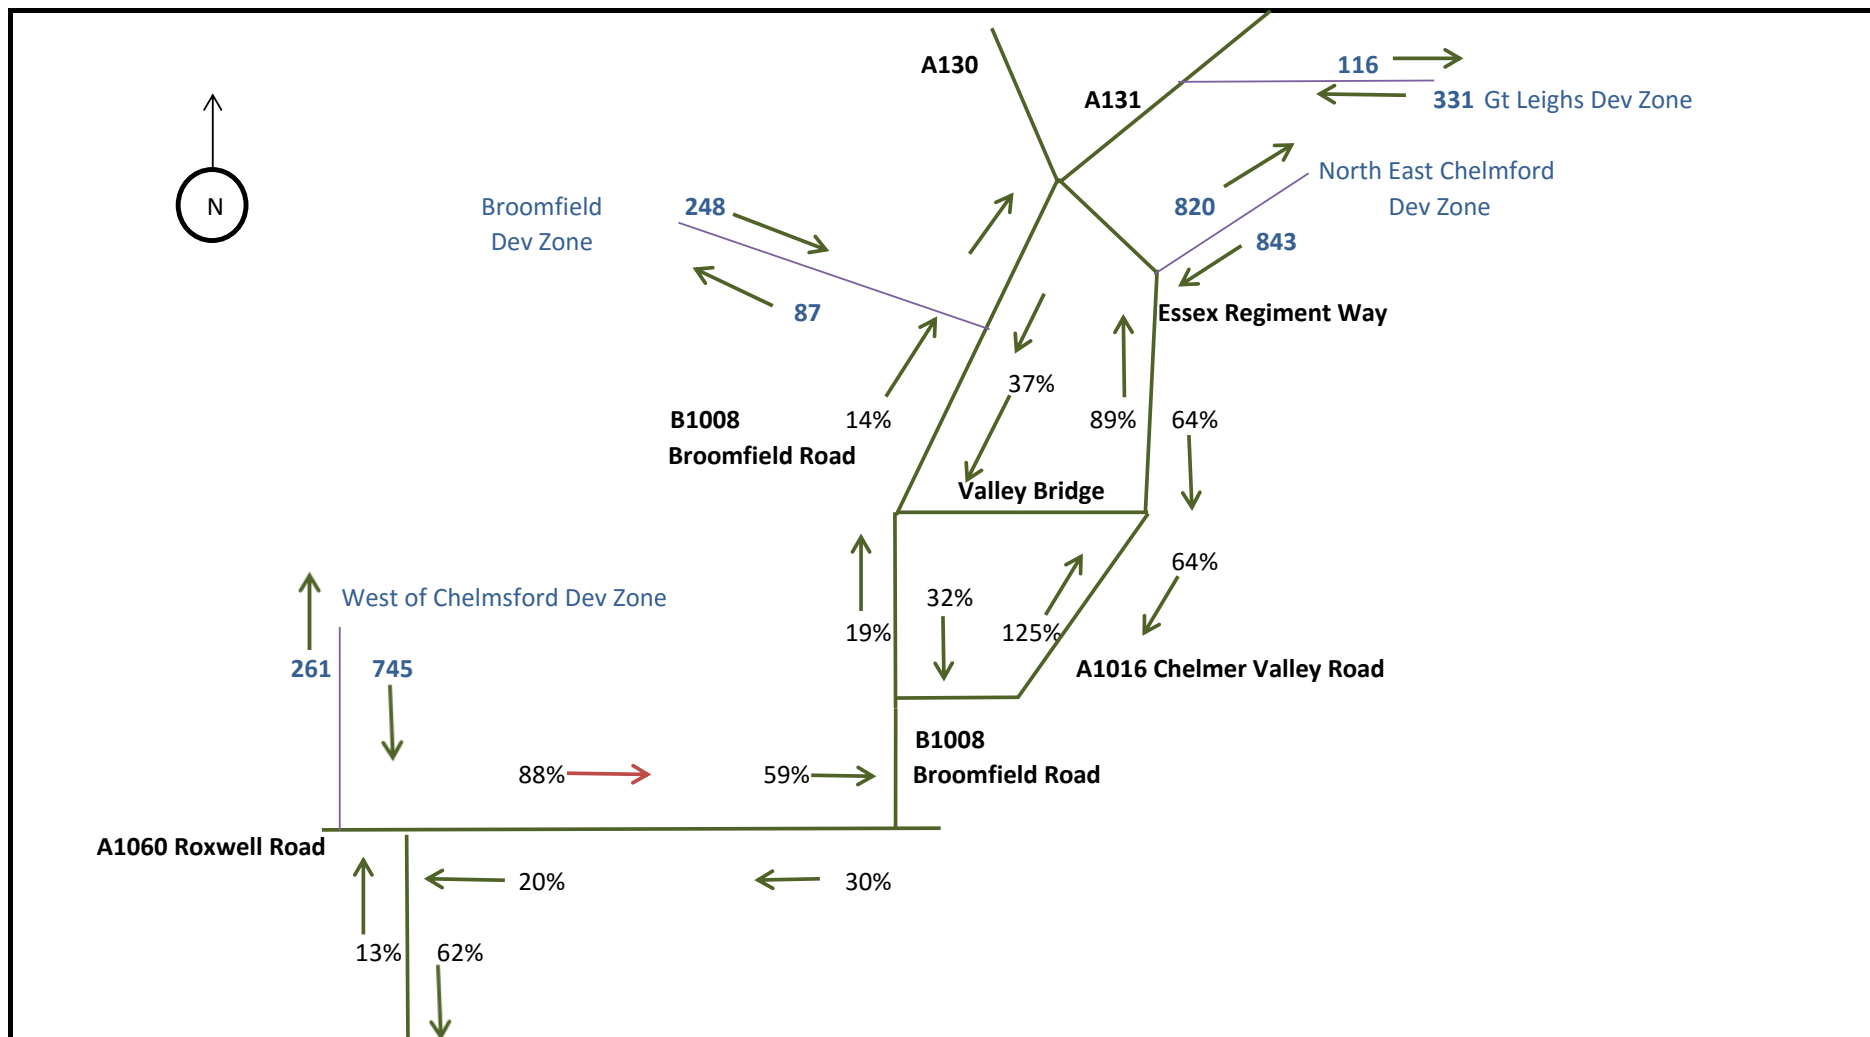 A130
116
A131
331 Gt Leighs Dev Zone
N
Broomfield
Dev Zone
248
820
North East Chelmford
Dev Zone
843
87
Essex Regiment Way
37%
B1008
Broomfield Road
14%
89%
64%
Valley Bridge
64%
West of Chelmsford Dev Zone
32%
19%
125%
261
745
A1016 Chelmer Valley Road
B1008
Broomfield Road
88%
59%
A1060 Roxwell Road
20%
30%
13%
62%